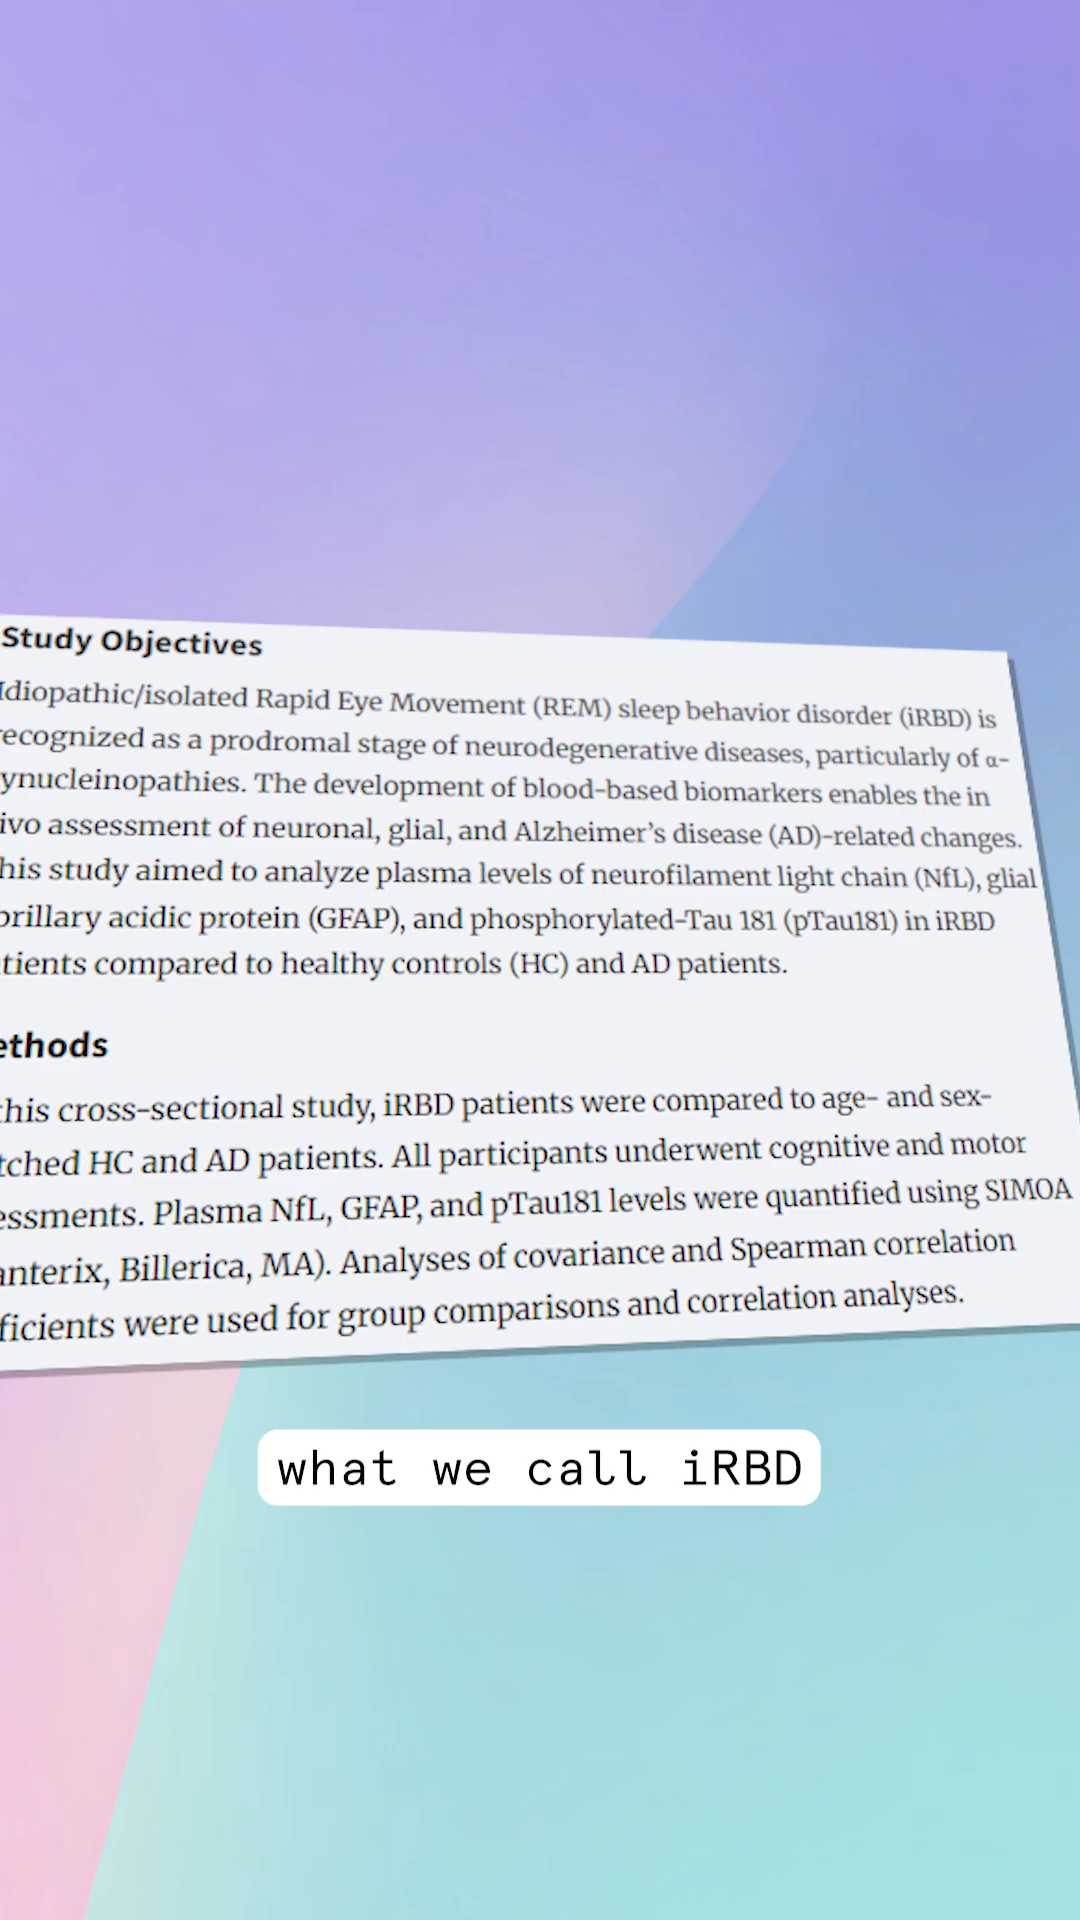 Study Objectives
Idiopathic/isolated Rapid Eye Movement (REM) sleep behavior disorder (iRBD) is
recognized as a prodromal stage of neurodegenerative diseases, particularly of α-
ynucleinopathies. The development of blood-based biomarkers enables the in
ivo assessment of neuronal, glial, and Alzheimer's disease (AD)-related changes.
his study aimed to analyze plasma levels of neurofilament light chain (NfL), glial
brillary acidic protein (GFAP), and phosphorylated-Tau 181 (pTau181) in iRBD
tients compared to healthy controls (HC) and AD patients.
ethods
this cross-sectional study, iRBD patients were compared to age- and sex-
tched HC and AD patients. All participants underwent cognitive and motor
essments. Plasma NfL, GFAP, and pTau181 levels were quantified using SIMOA
anterix, Billerica, MA). Analyses of covariance and Spearman correlation
ficients were used for group comparisons and correlation analyses.
what we call iRBD